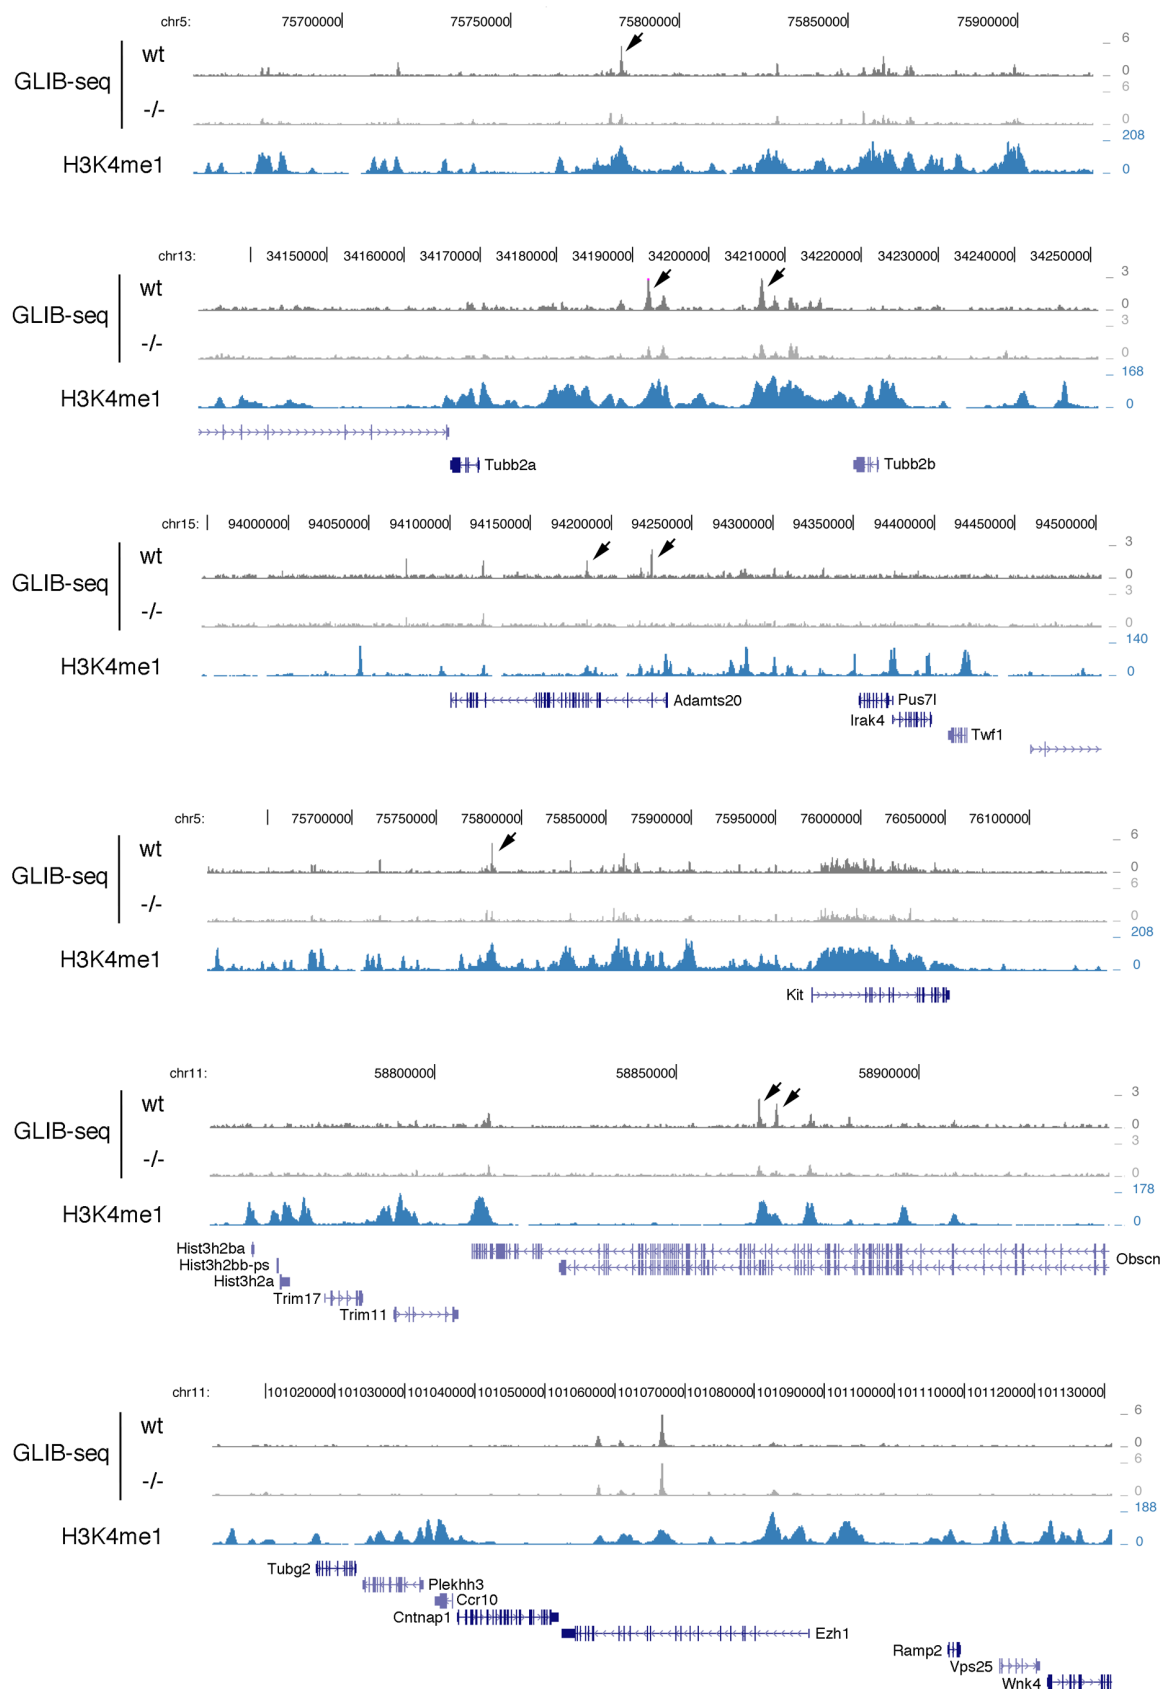 chr5: 75700000| 75750000| 75800000| 75850000| 75900000|
wt 6
GLIB-seq 0
6
-/- 0
208
H3K4me1 0
chr13: | 34150000| 34160000| 34170000| 34180000| 34190000| 34200000| 34210000| 34220000| 34230000| 34240000| 34250000|
wt 3
0
GLIB-seq 3
-/- 0
168
H3K4me1 0
Tubb2a Tubb2b
chr15: | 94000000| 94050000| 94100000| 94150000| 94200000| 94250000| 94300000| 94350000| 94400000| 94450000| 94500000|
wt 3
0
GLIB-seq 3
-/- 0
140
H3K4me1 0
Adamts20 Pus7l
Irak4
Twf1
chr5: | 75700000| 75750000| 75800000| 75850000| 75900000| 75950000| 76000000| 76050000| 76100000|
wt 6
0
GLIB-seq 6
-/- 0
208
H3K4me1 0
Kit
chr11: 58800000| 58850000| 58900000|
wt 3
0
GLIB-seq 3
-/- 0
178
H3K4me1 0
Hist3h2ba
Obscn
Hist3h2bb-ps
Hist3h2a
Trim17
Trim11
chr11: |101020000|101030000|101040000|101050000|101060000|101070000|101080000|101090000|101100000|101110000|101120000|101130000|
wt 6
0
GLIB-seq 6
-/- 0
188
H3K4me1 0
Tubg2
Plekhh3
Ccr10
Cntnap1
Ezh1
Ramp2
Vps25
Wnk4